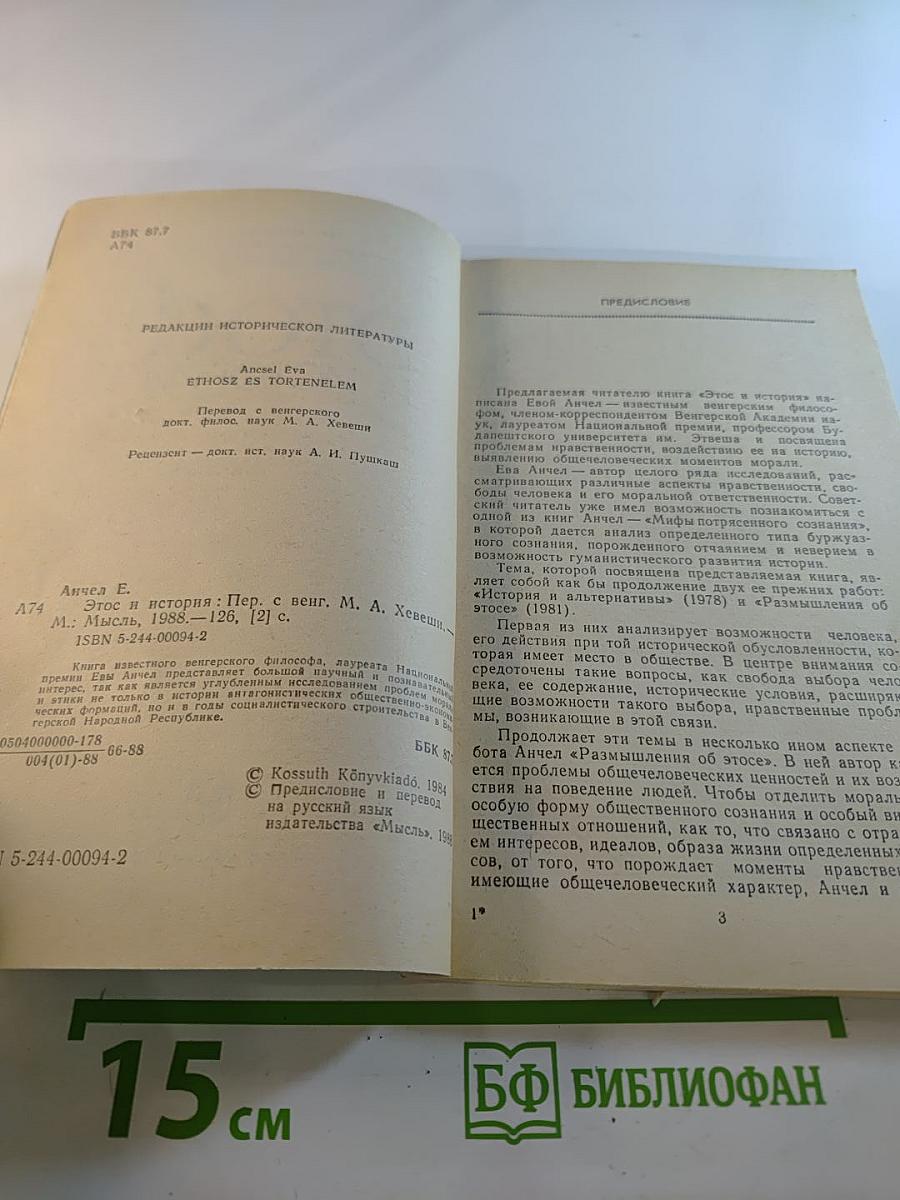 ББК 87.7
А74
РЕДАКЦИИ ИСТОРИЧЕСКОЙ ЛИТЕРАТУРЫ
Ancsel Éva
ÉTHOSZ ÉS TÖRTÉNELEM
Перевод с венгерского
докт. филос. наук М. А. Хевеши
Рецензент — докт. ист. наук А. И. Пушкаш
Анчел Е.
А74 Этос и история : Пер. с венг. М. А. Хевеши.—
М.: Мысль, 1988.—126, [2] с.
ISBN 5-244-00094-2
Книга известного венгерского философа, лауреата Национальной
премии Евы Анчел представляет большой научный и познавательный
интерес, так как является углубленным исследованием проблем морали
и этики не только в истории антагонистических общественно-экономи-
ческих формаций, но и в годы социалистического строительства в Вен-
герской Народной Республике.
0504000000-178
004(01)-88 66-88
ББК 87.
© Kossuth Könyvkiadó, 1984
© Предисловие и перевод
на русский язык
издательства «Мысль». 198
N 5-244-00094-2
ПРЕДИСЛОВИЕ
Предлагаемая читателю книга «Этос и история» на-
писана Евой Анчел — известным венгерским филосо-
фом, членом-корреспондентом Венгерской Академии на-
ук, лауреатом Национальной премии, профессором Бу-
дапештского университета им. Этвеша и посвящена
проблемам нравственности, воздействию ее на историю,
выявлению общечеловеческих моментов морали.
Ева Анчел — автор целого ряда исследований, рас-
сматривающих различные аспекты нравственности, сво-
боды человека и его моральной ответственности. Совет-
ский читатель уже имел возможность познакомиться с
одной из книг Анчел — «Мифы потрясенного сознания»,
в которой дается анализ определенного типа буржуаз-
ного сознания, порожденного отчаянием и неверием в
возможность гуманистического развития истории.
Тема, которой посвящена представляемая книга, яв-
ляет собой как бы продолжение двух ее прежних работ:
«История и альтернативы» (1978) и «Размышления об
этосе» (1981).
Первая из них анализирует возможности человека,
его действия при той исторической обусловленности, ко-
торая имеет место в обществе. В центре внимания со-
средоточены такие вопросы, как свобода выбора чело-
века, ее содержание, исторические условия, расширяю-
щие возможности такого выбора, нравственные пробле-
мы, возникающие в этой связи.
Продолжает эти темы в несколько ином аспекте
бота Анчел «Размышления об этосе». В ней автор ка
ется проблемы общечеловеческих ценностей и их воз
ствия на поведение людей. Чтобы отделить мораль
особую форму общественного сознания и особый ви
щественных отношений, как то, что связано с отра
ем интересов, идеалов, образа жизни определенных
сов, от того, что порождает моменты нравствен
имеющие общечеловеческий характер, Анчел и
1*
3
15 см
БФ БИБЛИОФАН